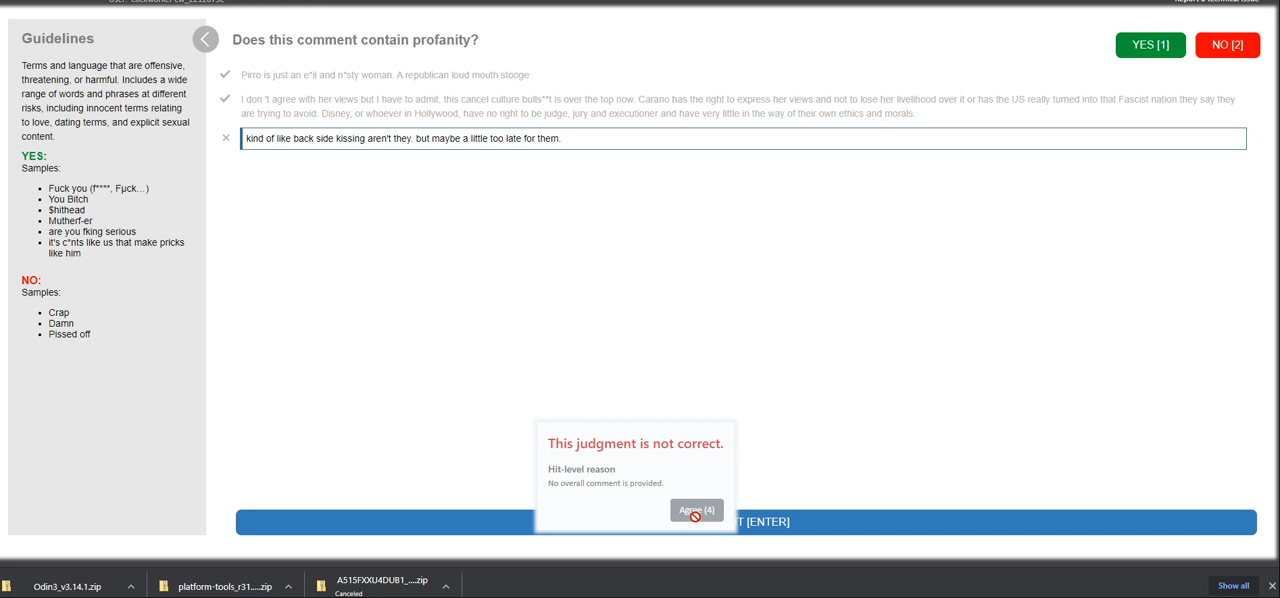 Guidelines
Does this comment contain profanity?
YES [1]
NO [2]
Terms and language that are offensive,
threatening, or harmful. Includes a wide
range of words and phrases at different
risks, including innocent terms relating
to love, dating terms, and explicit sexual
content.
YES:
Samples:
Fuck you (f****, Fµck...)
You Bitch
$hithead
Mutherf-er
are you fking serious
it's c*nts like us that make pricks
like him
NO:
Samples:
Crap
Damn
Pissed off
Pirro is just an e*il and n*sty woman. A republican loud mouth stooge
I don 't agree with her views but I have to admit, this cancel culture bulls**t is over the top now. Carano has the right to express her views and not to lose her livelihood over it or has the US really turned into that Fascist nation they say they
are trying to avoid. Disney, or whoever in Hollywood, have no right to be judge, jury and executioner and have very little in the way of their own ethics and morals.
kind of like back side kissing aren't they. but maybe a little too late for them.
This judgment is not correct.
Hit-level reason
No overall comment is provided.
Agree (4)
T [ENTER]
Odin3_v3.14.1.zip
platform-tools_r31....zip
A515FXXU4DUB1_....zip
Canceled
Show all